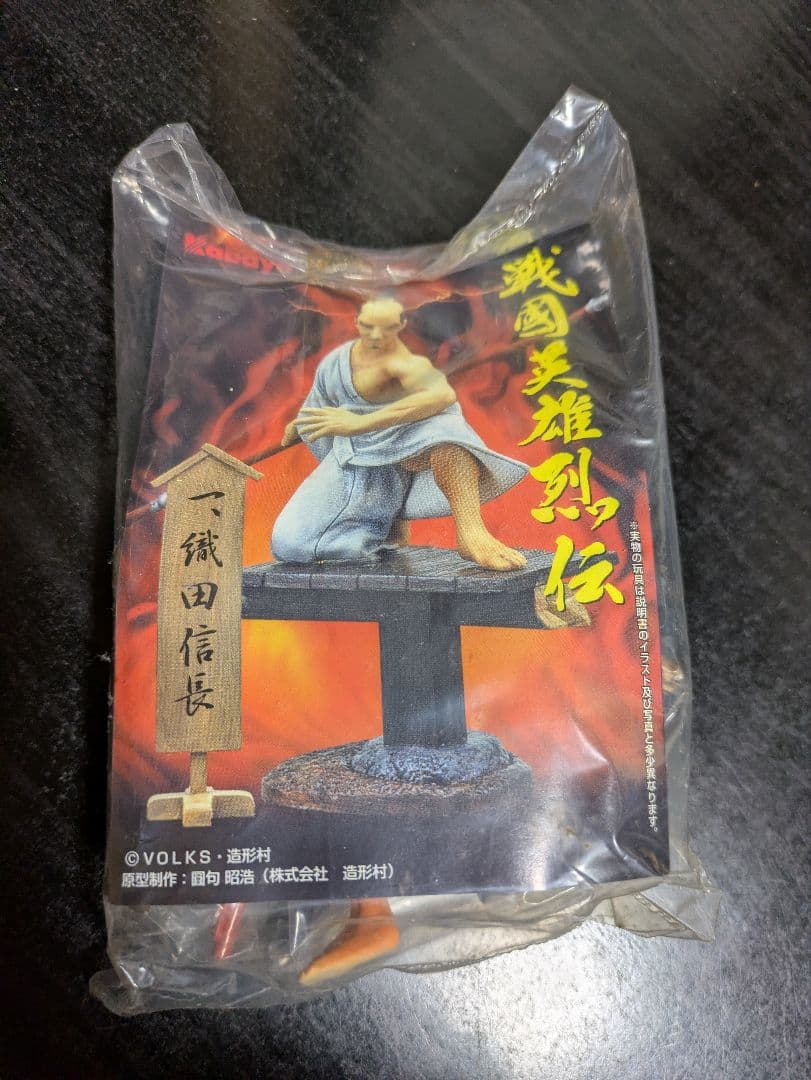 Kabaya
戦國英雄烈伝
一、織田信長
※実物の玩具は説明書のイラスト及び写真と多少異なります。
©VOLKS・造形村
原型制作:圓句 昭浩(株式会社 造形村)